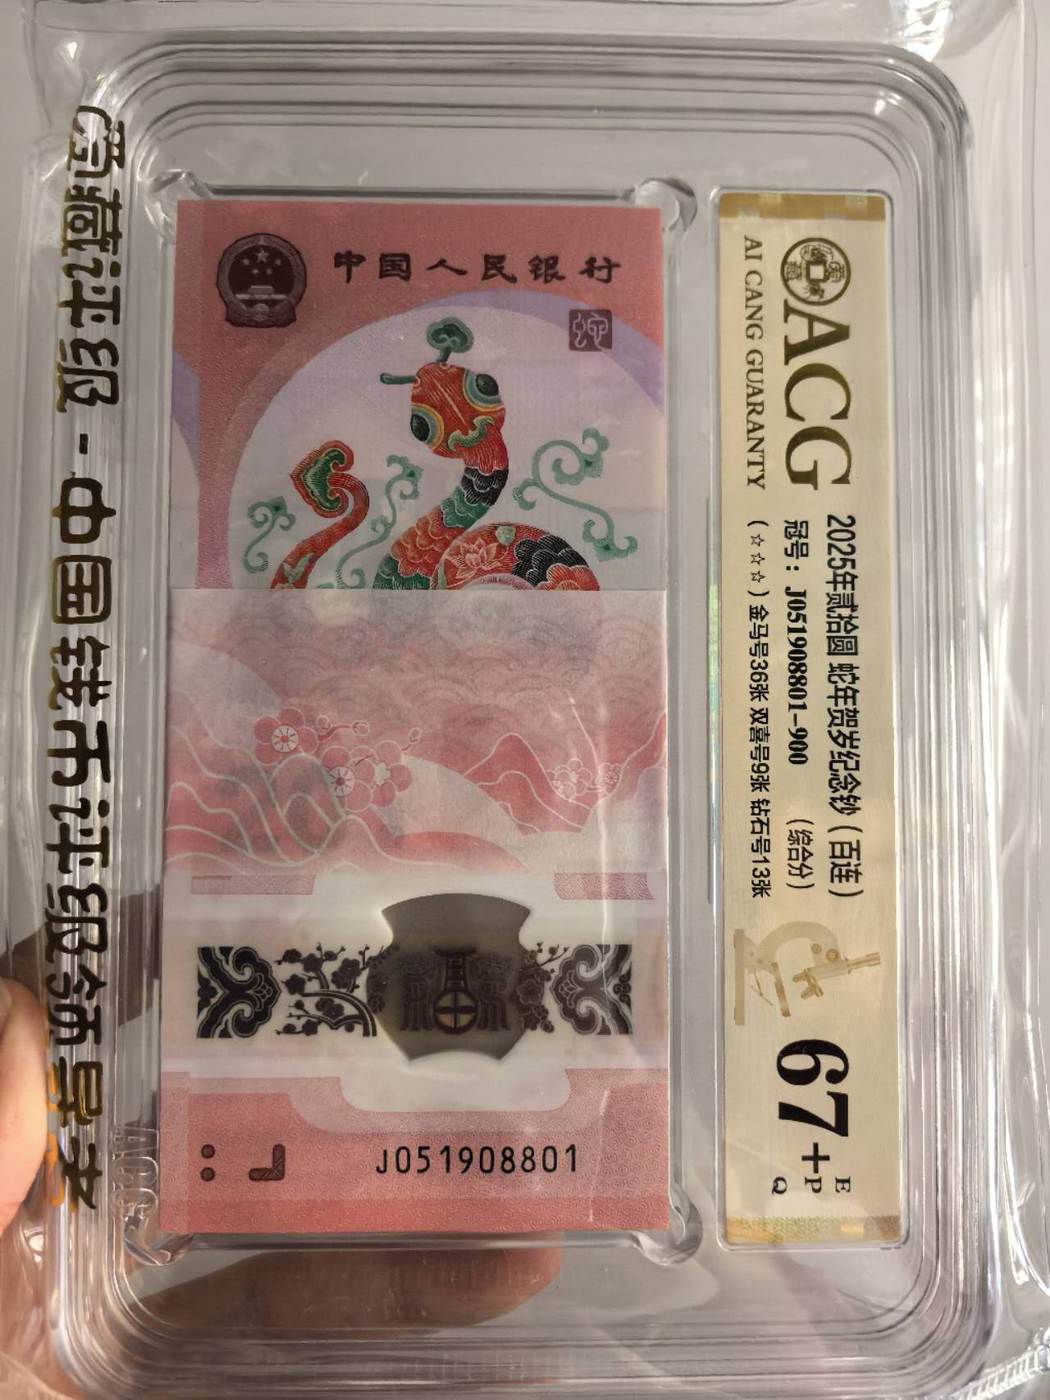 爱藏评级-中国钱币评级领导者
中国人民银行
蛇
J051908801
ACG
AI CANG GUARANTY
2025年贰拾圆 蛇年贺岁纪念钞（百连）
冠号：J051908801-900 （综合分）
（☆☆☆）金马号36张 双喜号9张 钻石号13张
67+
E
P
Q